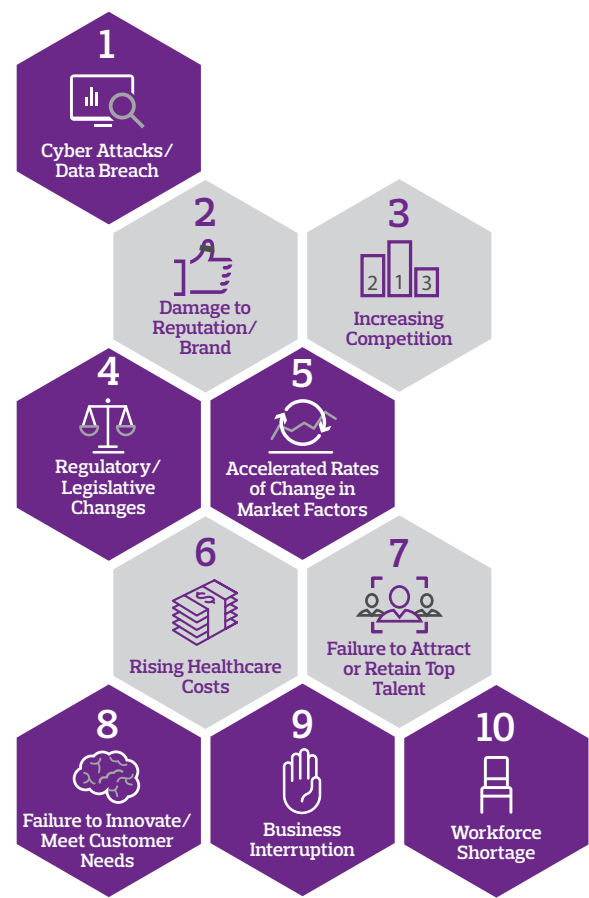 1
Cyber Attacks/
Data Breach
2
Damage to
Reputation/
Brand
3
2 1 3
Increasing
Competition
4
Regulatory/
Legislative
Changes
5
Accelerated Rates
of Change in
Market Factors
6
$
Rising Healthcare
Costs
7
Failure to Attract
or Retain Top
Talent
8
Failure to Innovate/
Meet Customer
Needs
9
Business
Interruption
10
Workforce
Shortage